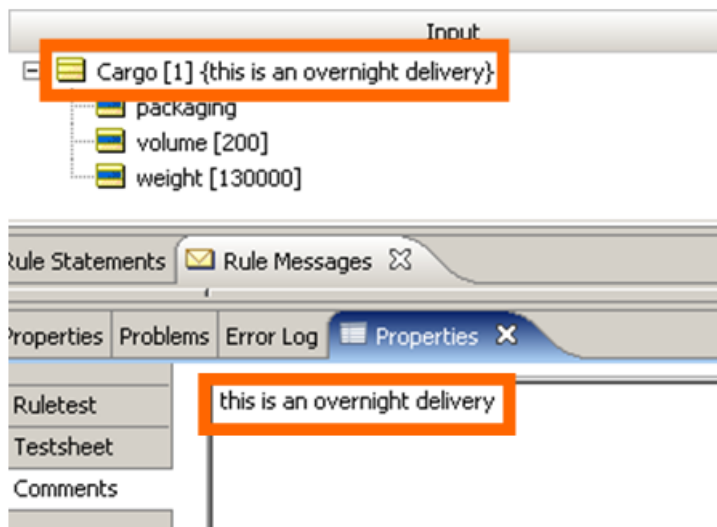 Input
Cargo [1] {this is an overnight delivery}
packaging
volume [200]
weight [130000]
Rule Statements
Rule Messages
Properties
Problems
Error Log
Properties
Ruletest
this is an overnight delivery
Testsheet
Comments